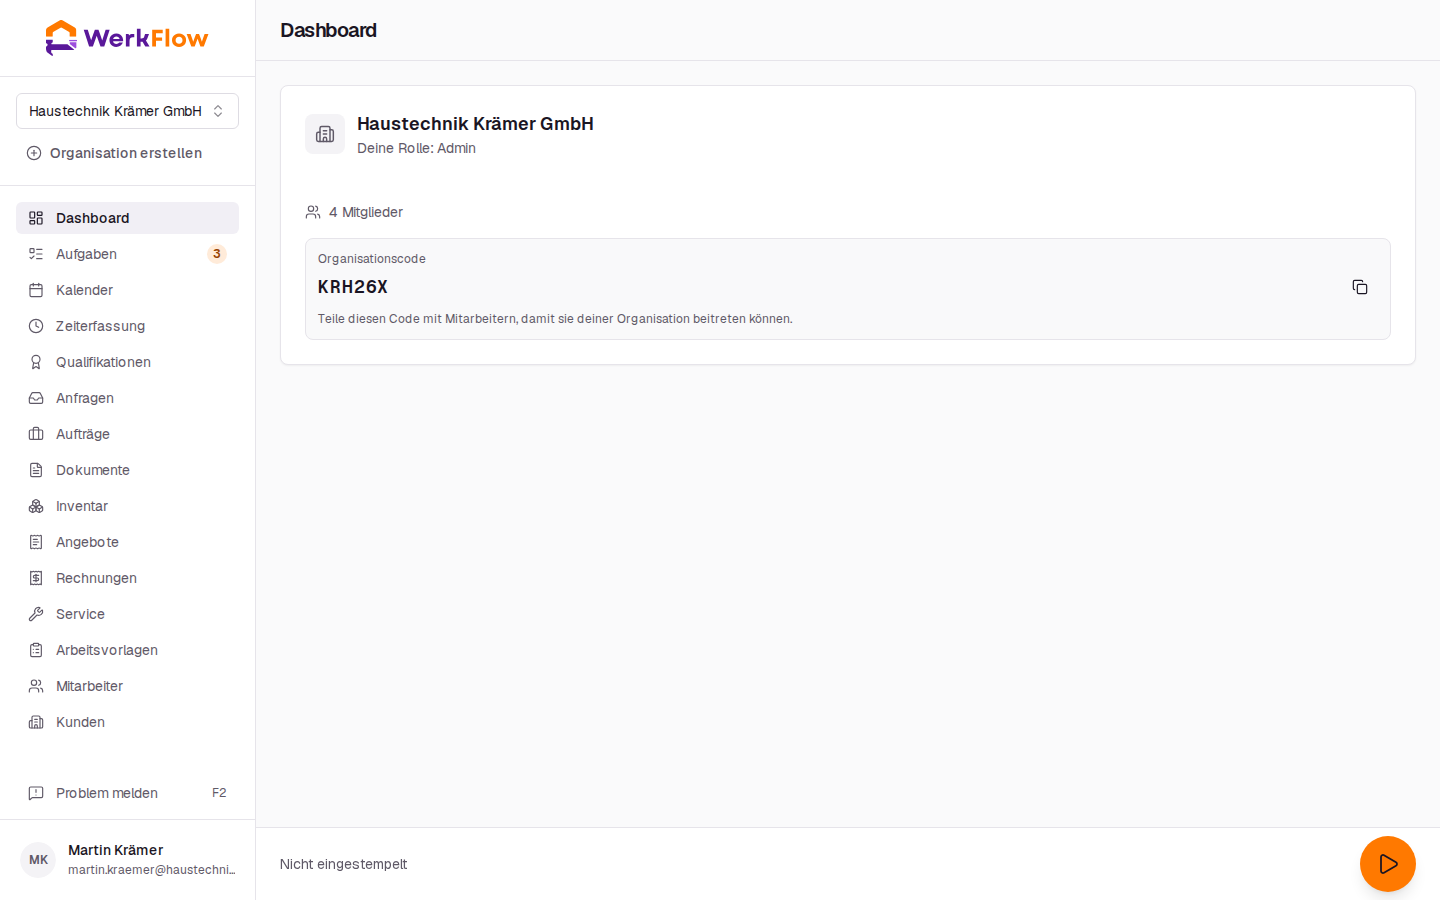 WerkFlow
Haustechnik Krämer GmbH
Organisation erstellen
Dashboard
Aufgaben 3
Kalender
Zeiterfassung
Qualifikationen
Anfragen
Aufträge
Dokumente
Inventar
Angebote
Rechnungen
Service
Arbeitsvorlagen
Mitarbeiter
Kunden
Problem melden F2
MK
Martin Krämer
martin.kraemer@haustechni...
Dashboard
Haustechnik Krämer GmbH
Deine Rolle: Admin
4 Mitglieder
Organisationscode
KRH26X
Teile diesen Code mit Mitarbeitern, damit sie deiner Organisation beitreten können.
Nicht eingestempelt